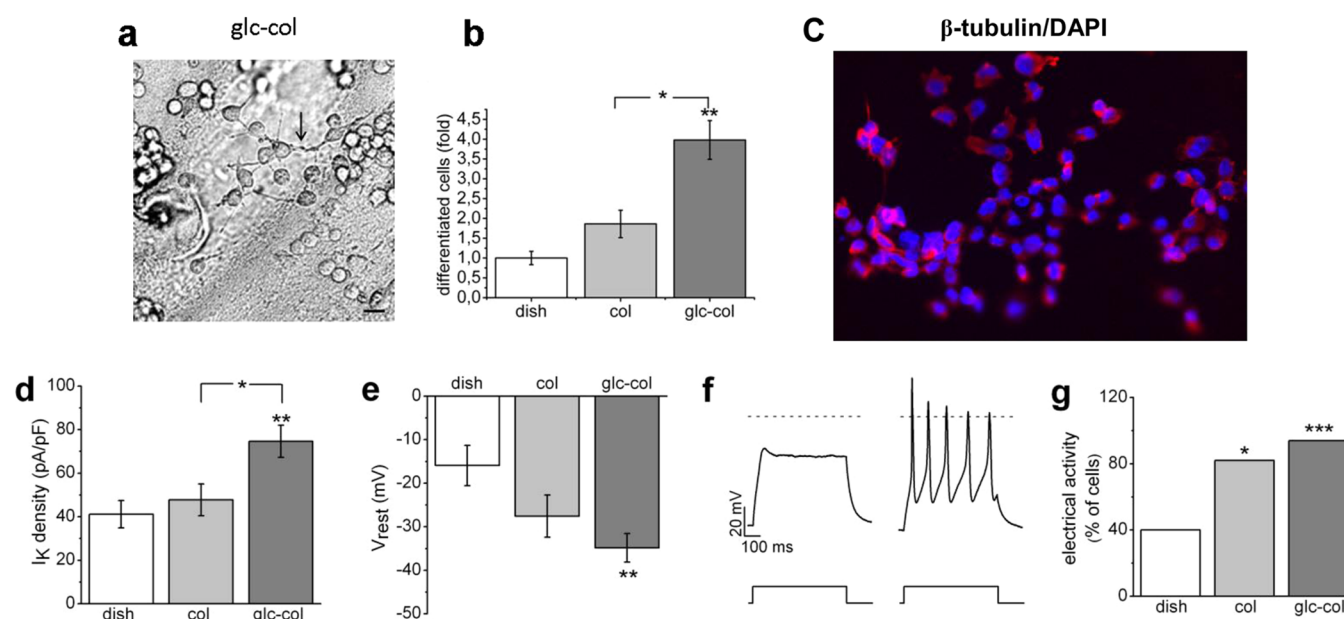 a
glc-col
b
differentiated cells (fold)
4,5
4,0
3,5
3,0
2,5
2,0
1,5
1,0
0,5
0,0
*
**
dish
col
glc-col
C
β-tubulin/DAPI
d
IK density (pA/pF)
100
80
60
40
20
0
*
**
dish
col
glc-col
e
Vrest (mV)
0
-10
-20
-30
-40
-50
dish
col
glc-col
**
f
20 mV
100 ms
g
electrical activity
(% of cells)
120
80
40
0
*
***
dish
col
glc-col